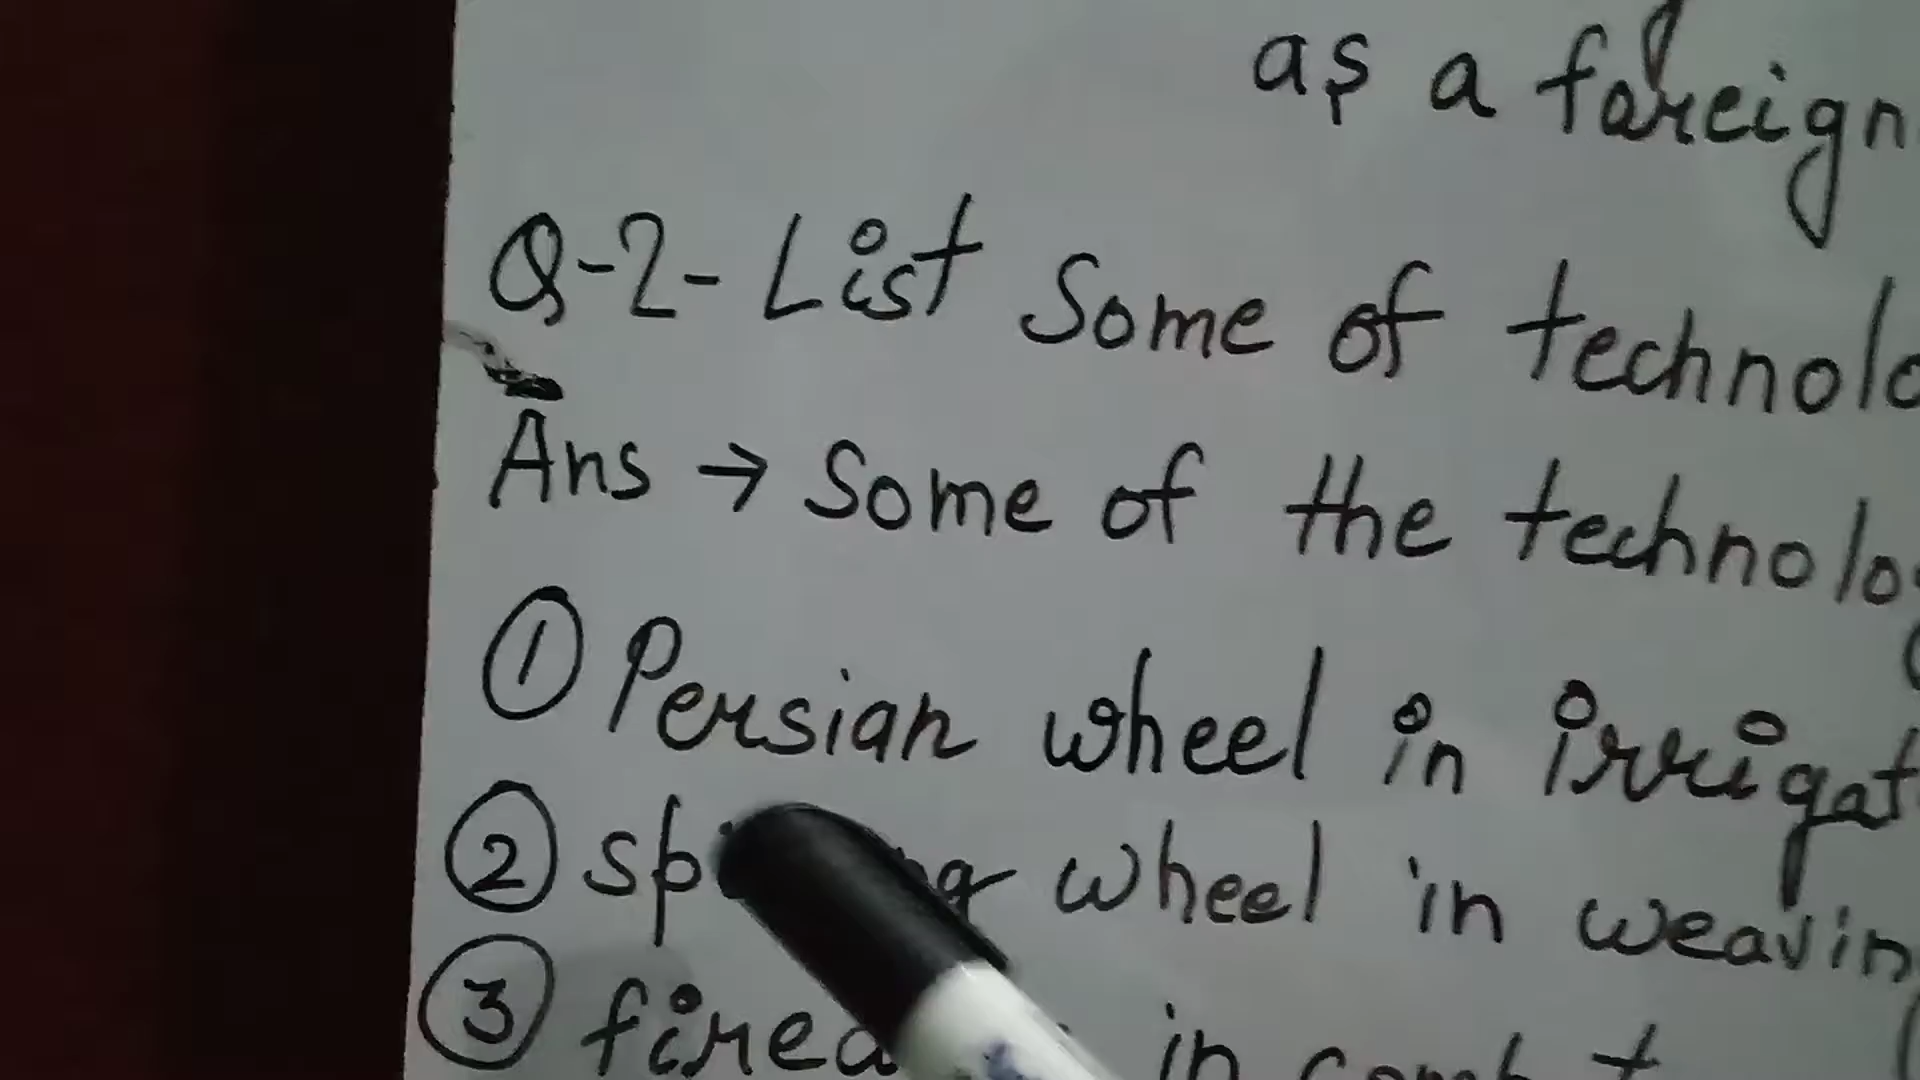 as a foreign
Q-2- List Some of technolo
Ans → Some of the technolo
① Persian wheel in irrigat
② wheel in weavin
③ in